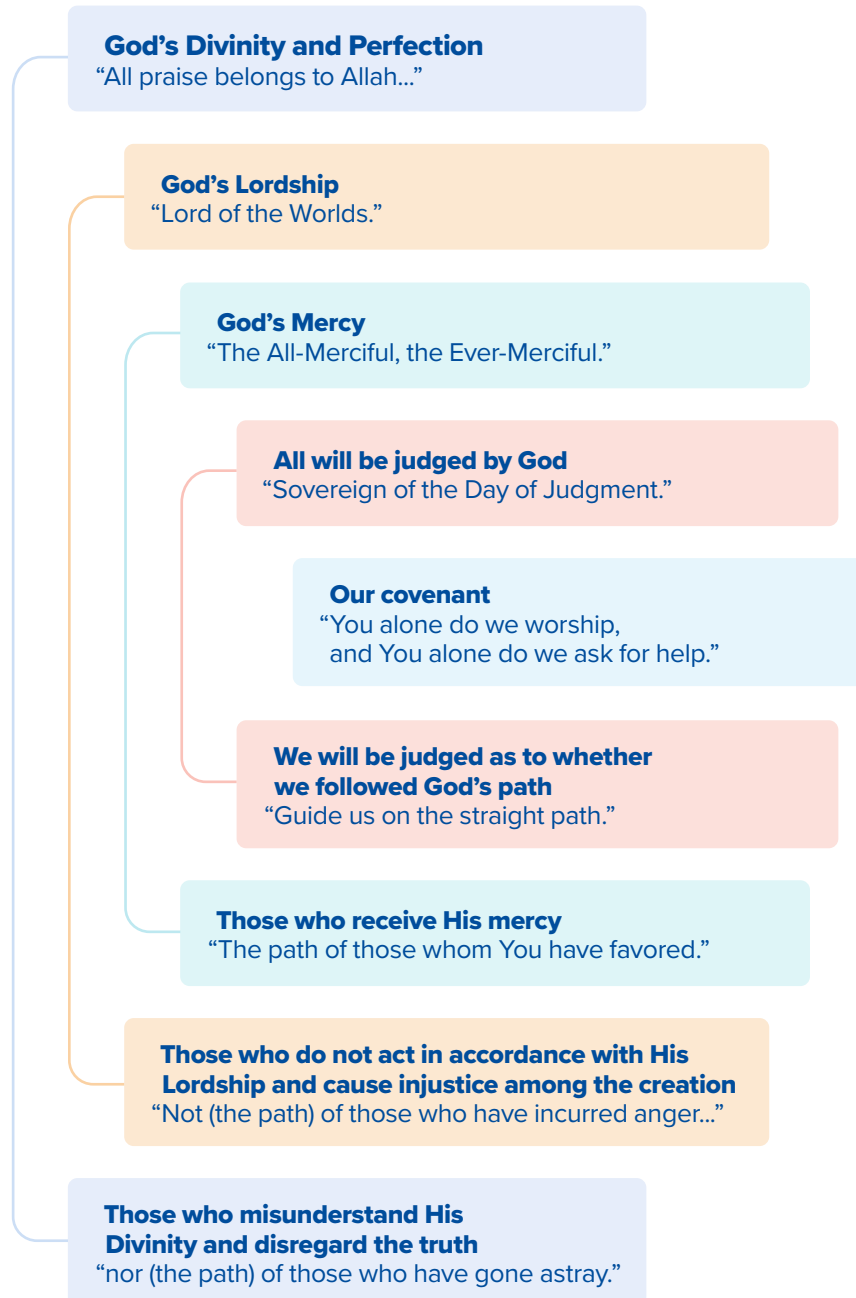 God’s Divinity and Perfection
“All praise belongs to Allah...”
God’s Lordship
“Lord of the Worlds.”
God’s Mercy
“The All-Merciful, the Ever-Merciful.”
All will be judged by God
“Sovereign of the Day of Judgment.”
Our covenant
“You alone do we worship,
and You alone do we ask for help.”
We will be judged as to whether
we followed God’s path
“Guide us on the straight path.”
Those who receive His mercy
“The path of those whom You have favored.”
Those who do not act in accordance with His
Lordship and cause injustice among the creation
“Not (the path) of those who have incurred anger...”
Those who misunderstand His
Divinity and disregard the truth
“nor (the path) of those who have gone astray.”